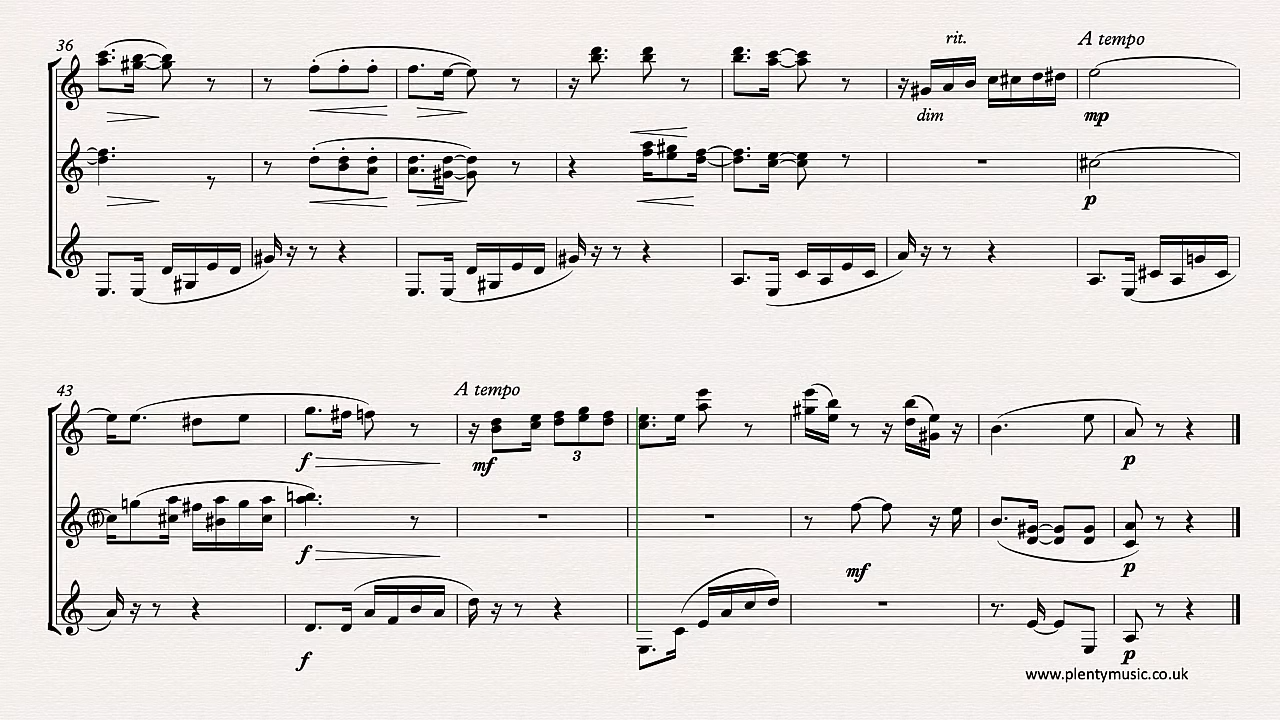 36
rit.
A tempo
dim
mp
p
43
A tempo
f
mf
3
p
f
mf
p
f
p
www.plentymusic.co.uk